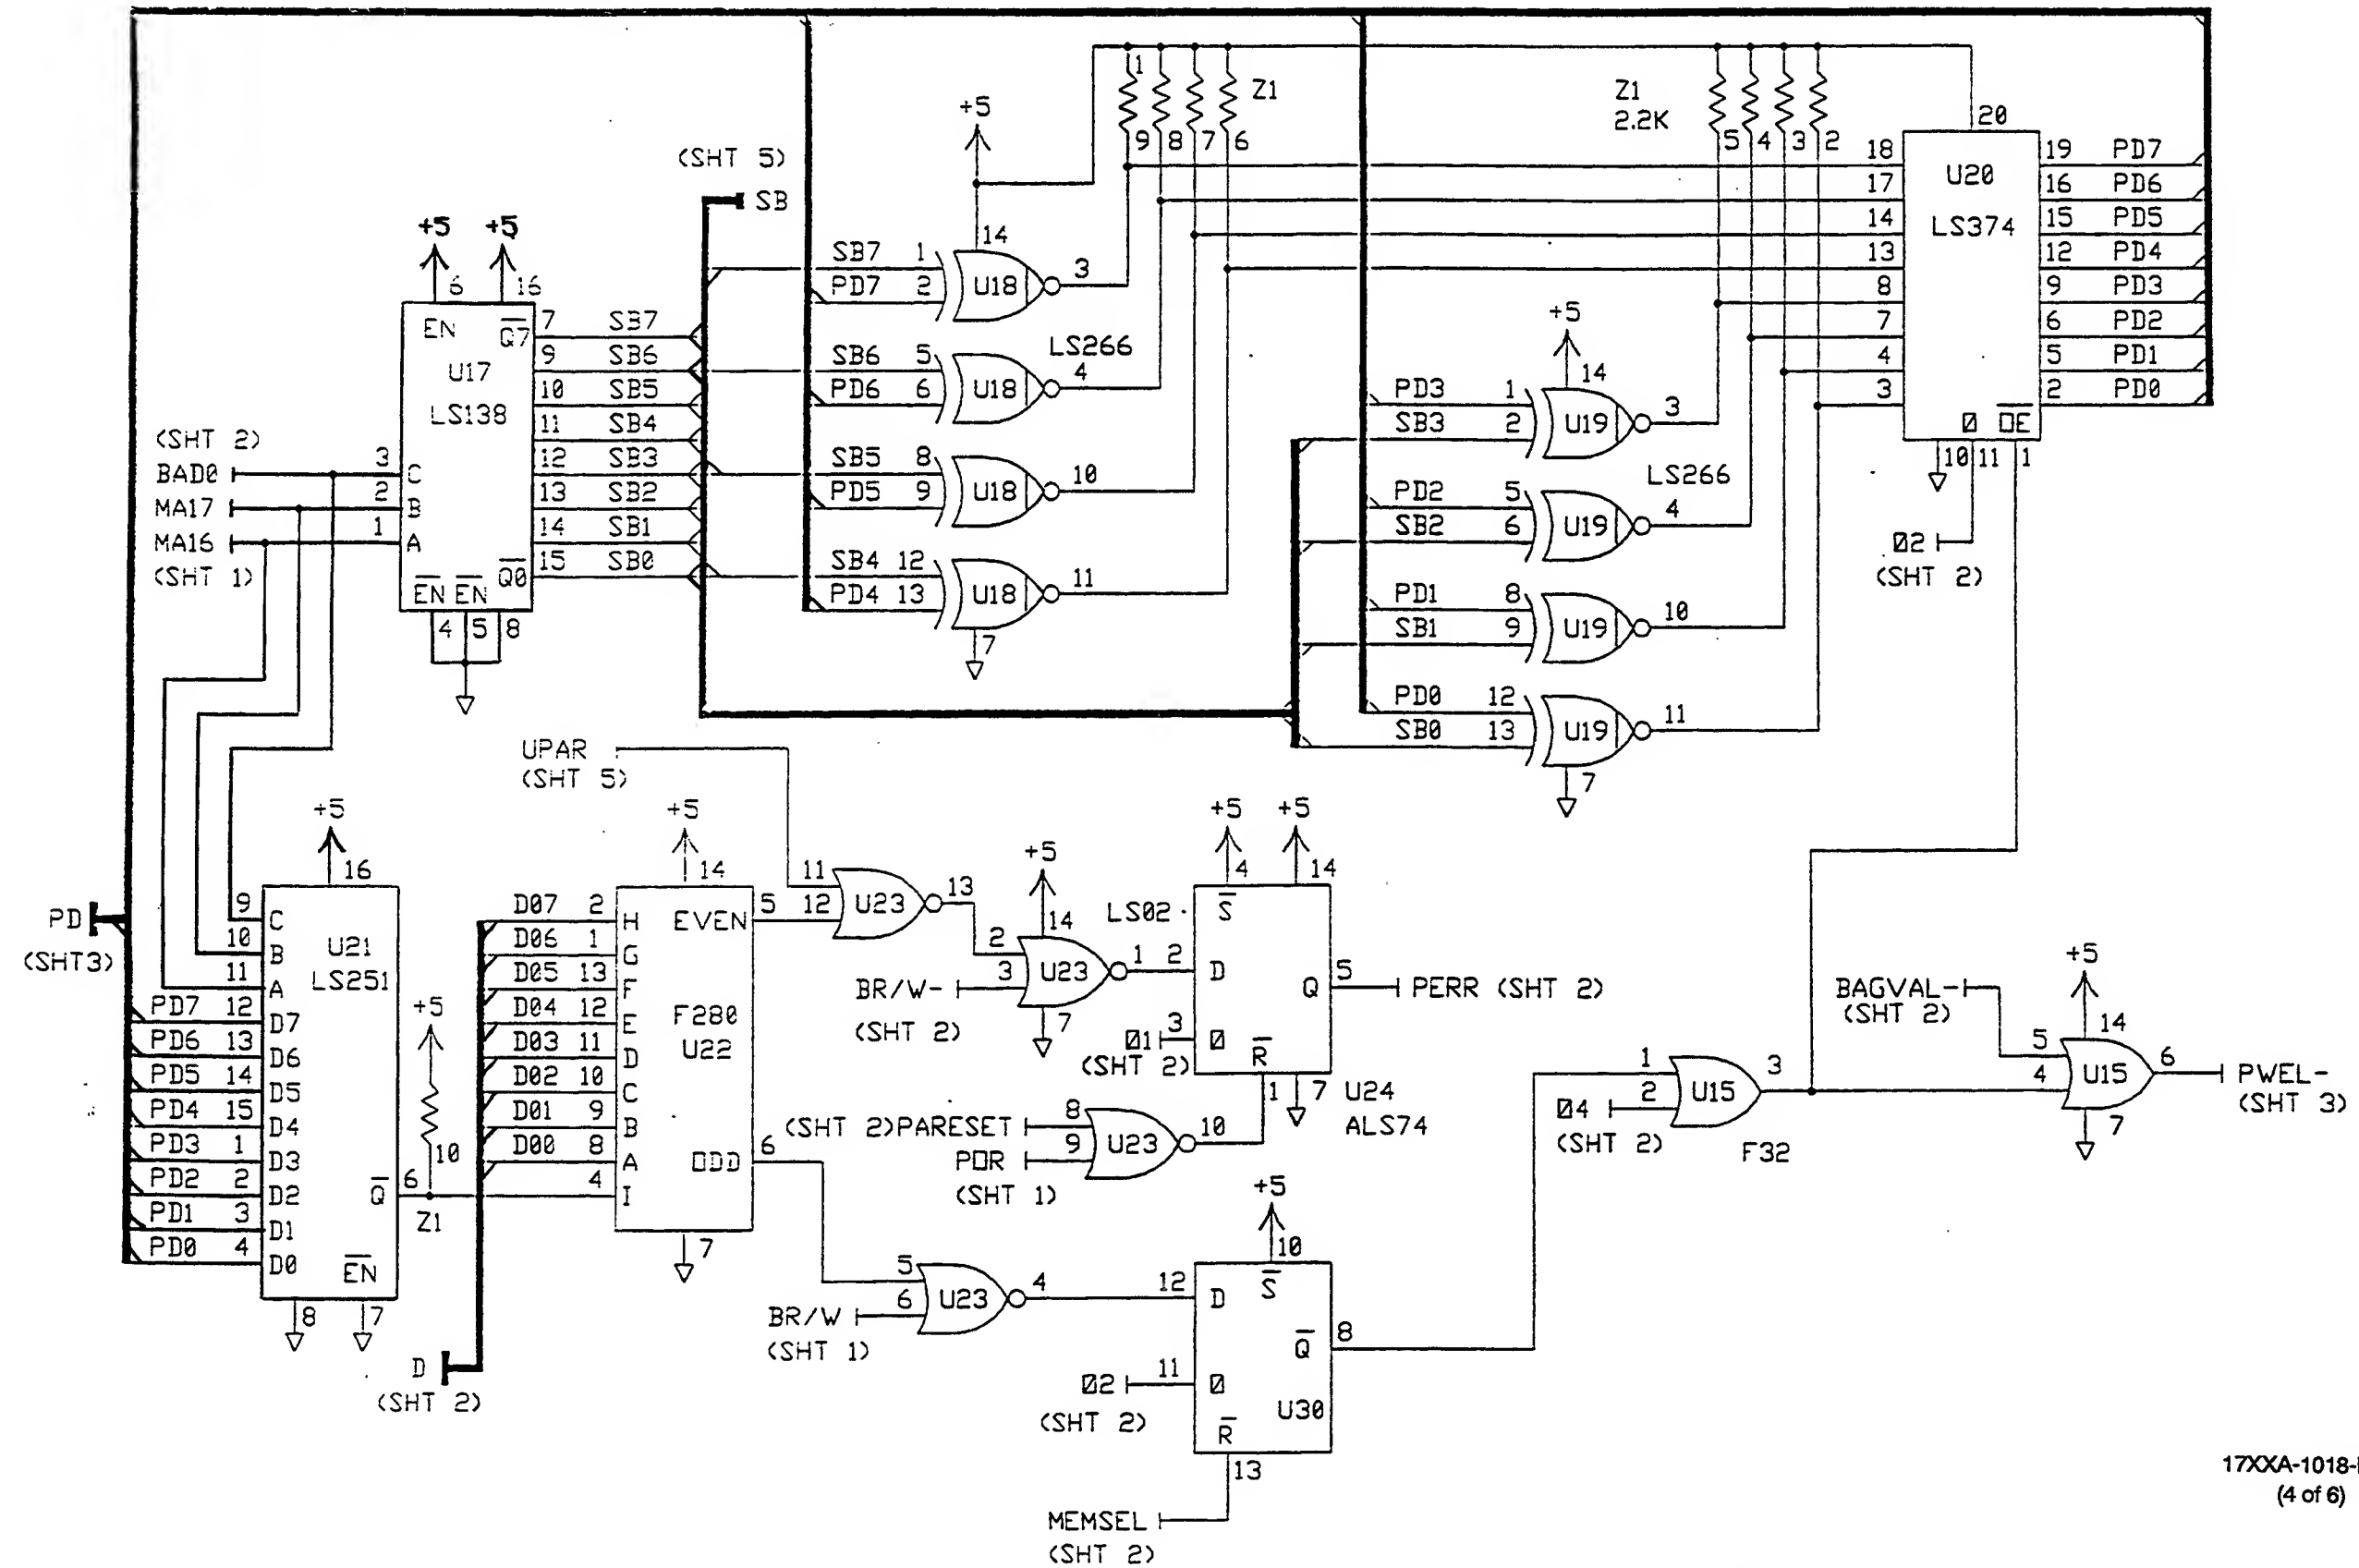 +5
(SHT 5)
SB
1
9
8
7
6
Z1
Z1
2.2K
5
4
3
2
20
U20
LS374
18
17
14
13
8
7
4
3
19 PD7
16 PD6
15 PD5
12 PD4
9 PD3
6 PD2
5 PD1
2 PD0
Ø
OE
10
11
1
Ø2
(SHT 2)
+5
+5
6
16
EN
Q7
U17
LS138
7 SB7
9 SB6
10 SB5
11 SB4
12 SB3
13 SB2
14 SB1
15 SB0
Q0
(SHT 2)
BAD0
3 C
MA17
2 B
MA16
1 A
(SHT 1)
EN EN
4
5
8
14
SB7 1
PD7 2
U18
3
LS266
SB6 5
PD6 6
U18
4
SB5 8
PD5 9
U18
10
SB4 12
PD4 13
U18
11
7
+5
14
PD3 1
SB3 2
U19
3
LS266
PD2 5
SB2 6
U19
4
PD1 8
SB1 9
U19
10
PD0 12
SB0 13
U19
11
7
UPAR
(SHT 5)
PD
(SHT3)
+5
16
9 C
10 B
11 A
U21
LS251
PD7 12 D7
PD6 13 D6
PD5 14 D5
PD4 15 D4
PD3 1 D3
PD2 2 D2
PD1 3 D1
PD0 4 D0
Q
6
EN
8
7
+5
10
Z1
+5
14
D07 2 H
D06 1 G
D05 13 F
D04 12 E
D03 11 D
D02 10 C
D01 9 B
D00 8 A
4 I
EVEN 5
F280
U22
ODD 6
7
D
(SHT 2)
11
12
U23
13
+5
14
2
3
U23
1
7
BR/W-
(SHT 2)
LS02
+5
+5
4
14
S
2 D
Q 5
PERR (SHT 2)
Ø1
3 Ø
(SHT 2)
R
1
7
U24
ALS74
(SHT 2)PARESET
8
POR
9
(SHT 1)
U23
10
5
6
U23
4
BR/W
(SHT 1)
+5
10
S
12 D
Q 8
Ø2
11 Ø
(SHT 2)
U30
R
13
MEMSEL
(SHT 2)
1
2
U15
3
Ø4
(SHT 2)
F32
BAGVAL-
(SHT 2)
+5
14
5
4
U15
6
7
PWEL-
(SHT 3)
17XXA-1018-
(4 of 6)